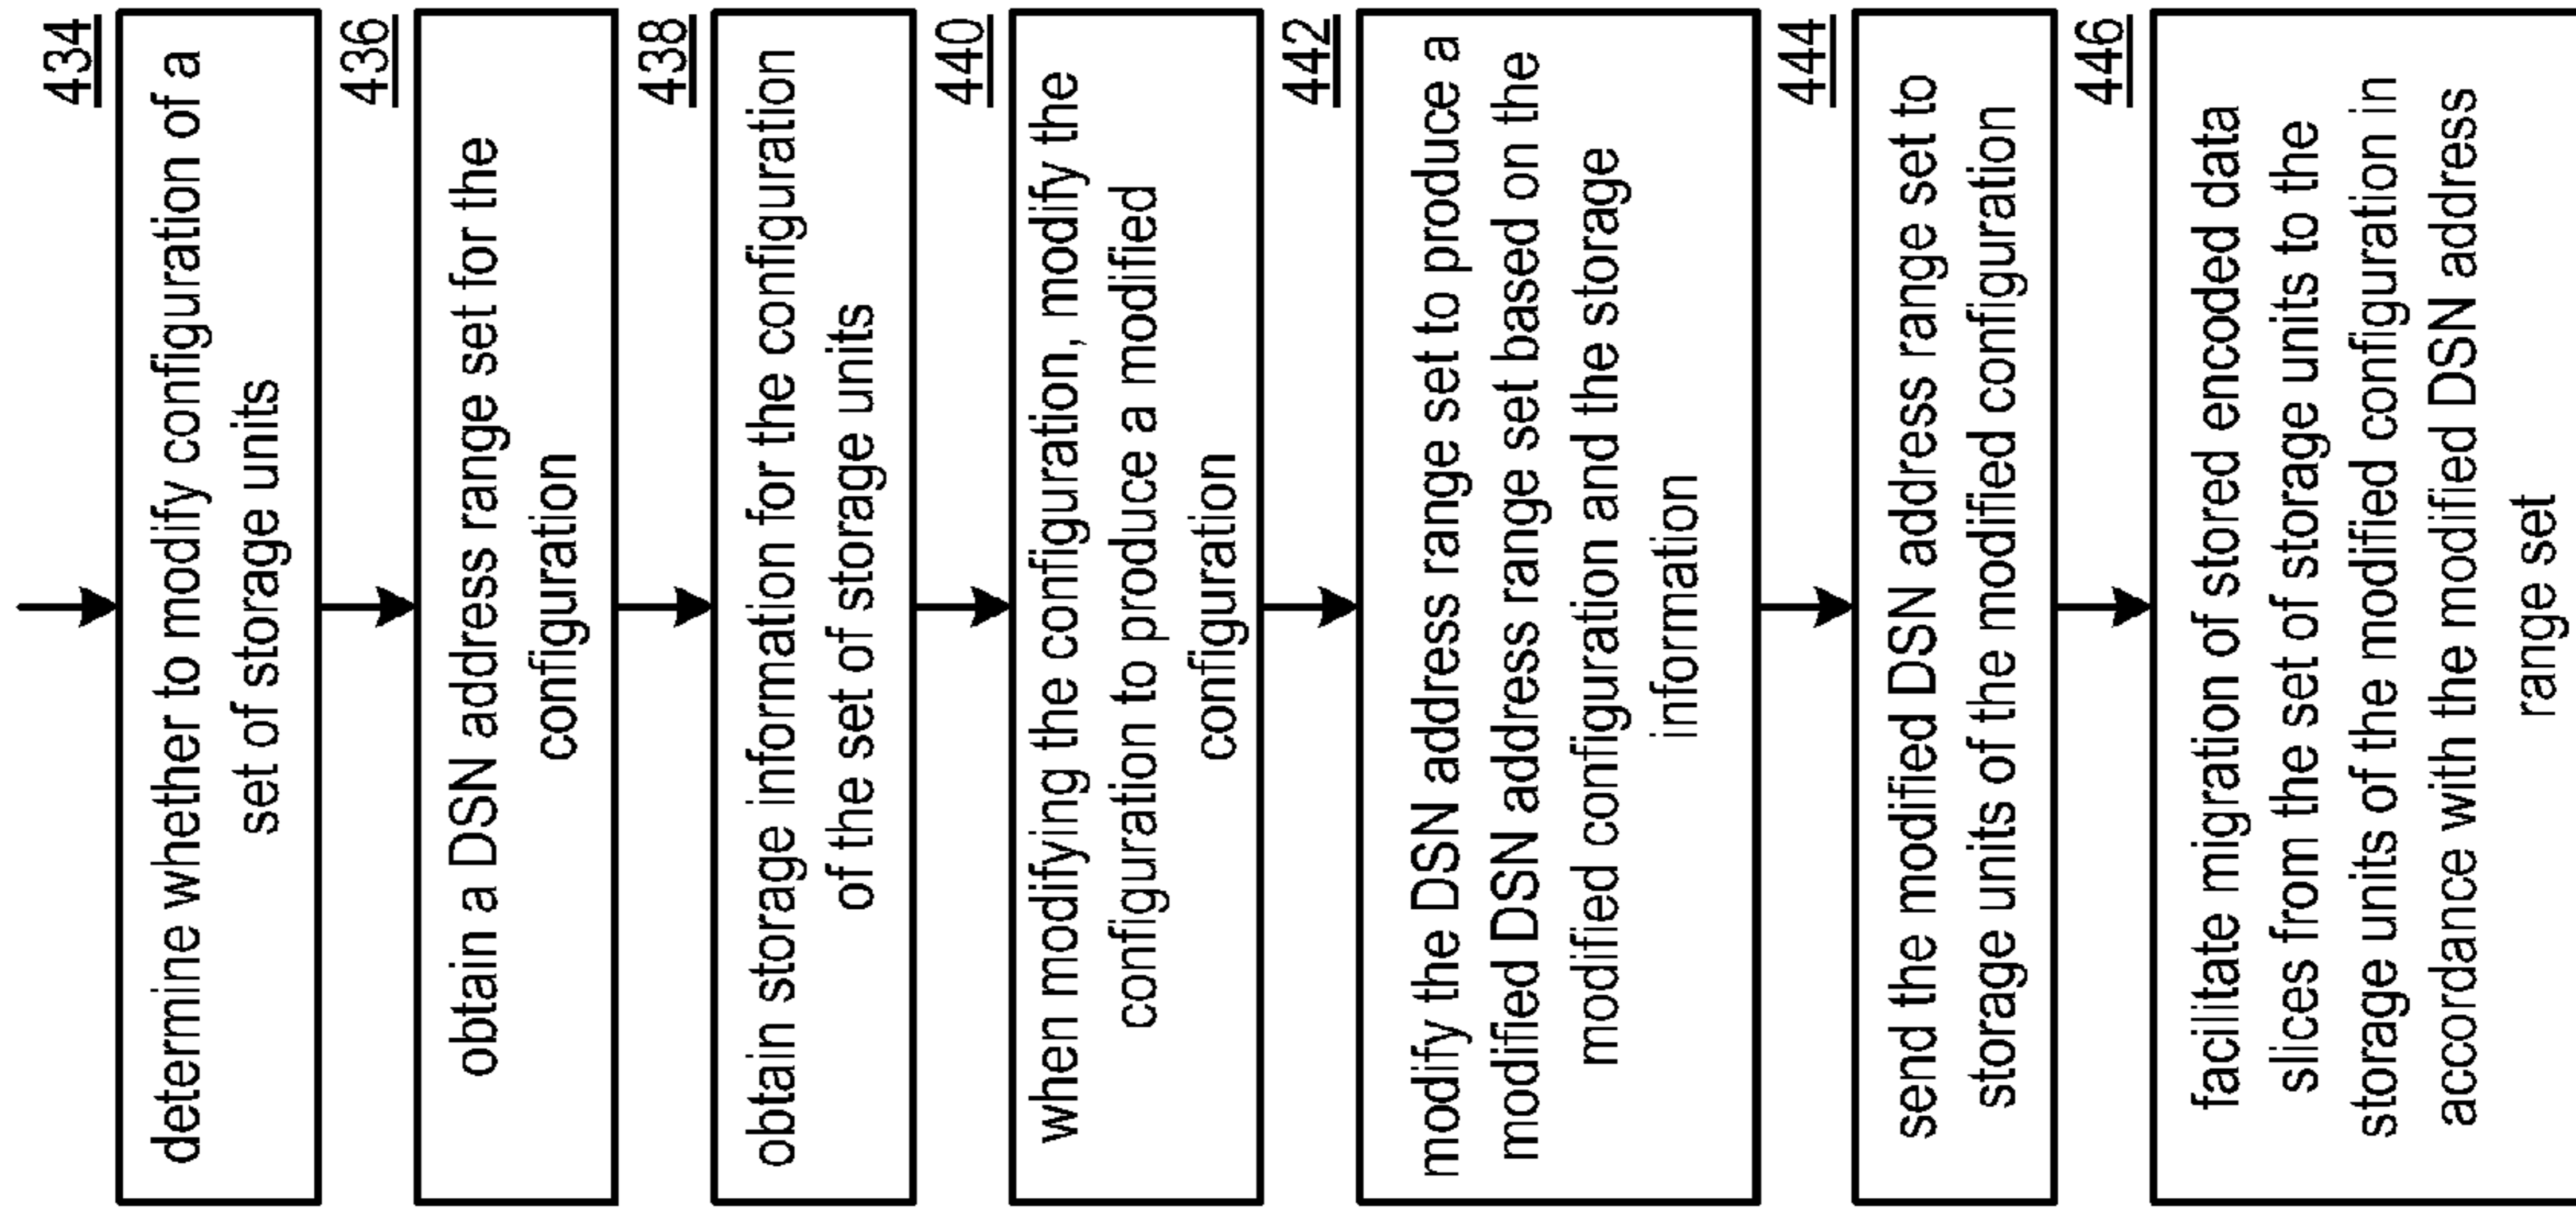 434
determine whether to modify configuration of a
set of storage units
436
obtain a DSN address range set for the
configuration
438
obtain storage information for the configuration
of the set of storage units
440
when modifying the configuration, modify the
configuration to produce a modified
configuration
442
modify the DSN address range set to produce a
modified DSN address range set based on the
modified configuration and the storage
information
444
send the modified DSN address range set to
storage units of the modified configuration
446
facilitate migration of stored encoded data
slices from the set of storage units to the
storage units of the modified configuration in
accordance with the modified DSN address
range set